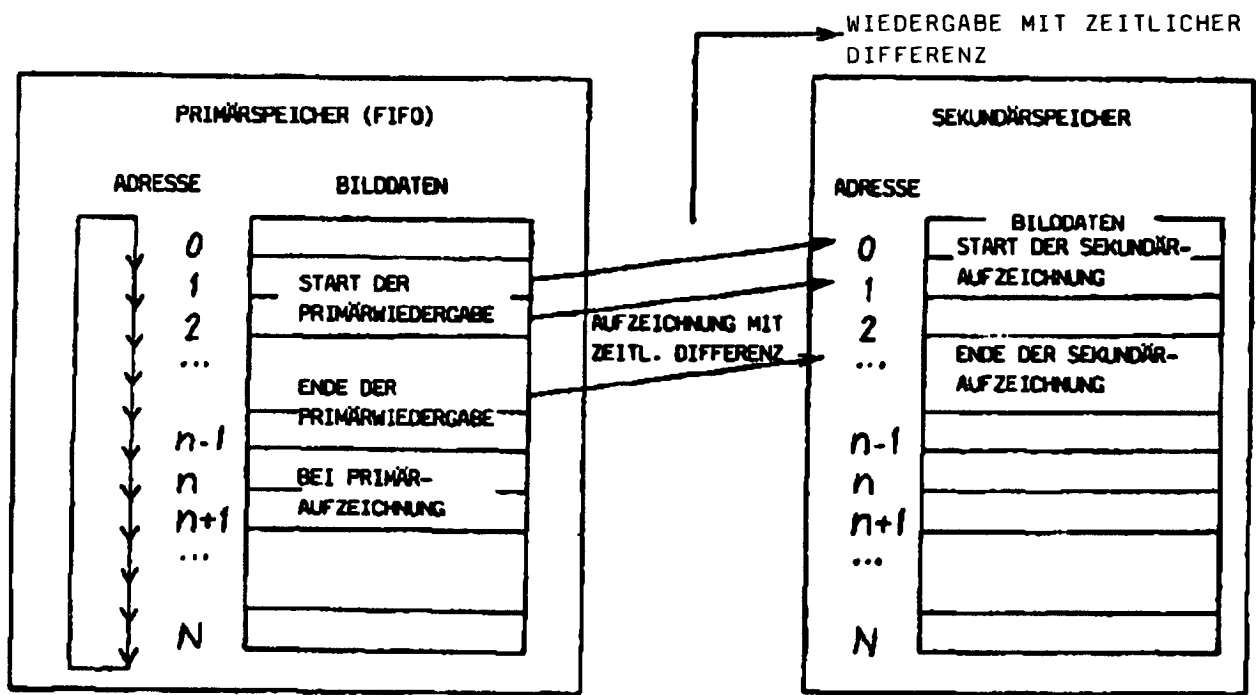 WIEDERGABE MIT ZEITLICHER
DIFFERENZ
PRIMÄRSPEICHER (FIFO)
ADRESSE
BILDDATEN
0
1
2
...
n-1
n
n+1
...
N
START DER
PRIMÄRWIEDERGABE
ENDE DER
PRIMÄRWIEDERGABE
BEI PRIMÄR-
AUFZEICHNUNG
AUFZEICHNUNG MIT
ZEITL. DIFFERENZ
SEKUNDÄRSPEICHER
ADRESSE
BILDDATEN
0
1
2
...
n-1
n
n+1
...
N
START DER SEKUNDÄR-
AUFZEICHNUNG
ENDE DER SEKUNDÄR-
AUFZEICHNUNG